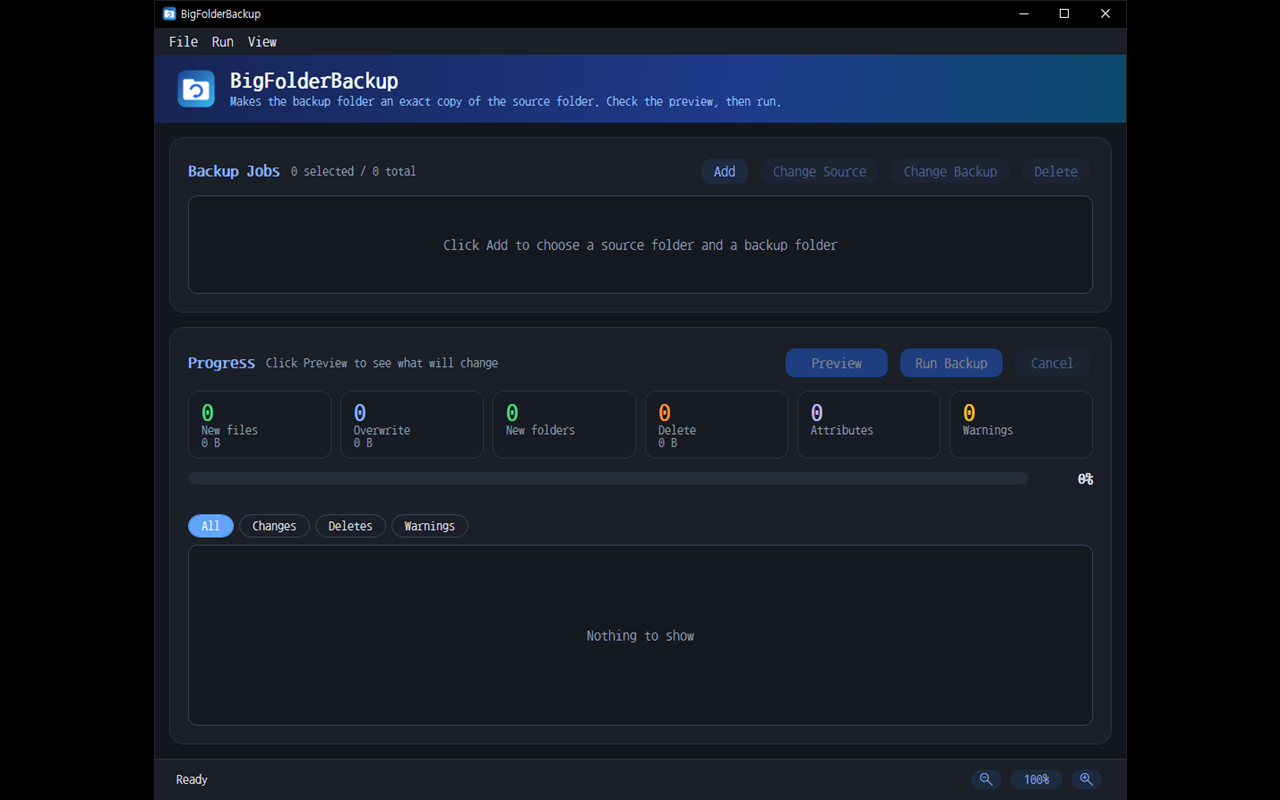 BigFolderBackup
File Run View
BigFolderBackup
Makes the backup folder an exact copy of the source folder. Check the preview, then run.
Backup Jobs 0 selected / 0 total Add Change Source Change Backup Delete
Click Add to choose a source folder and a backup folder
Progress Click Preview to see what will change Preview Run Backup Cancel
0 0 0 0 0 0
New files Overwrite New folders Delete Attributes Warnings
0 B 0 B 0 B
0%
All Changes Deletes Warnings
Nothing to show
Ready 100%